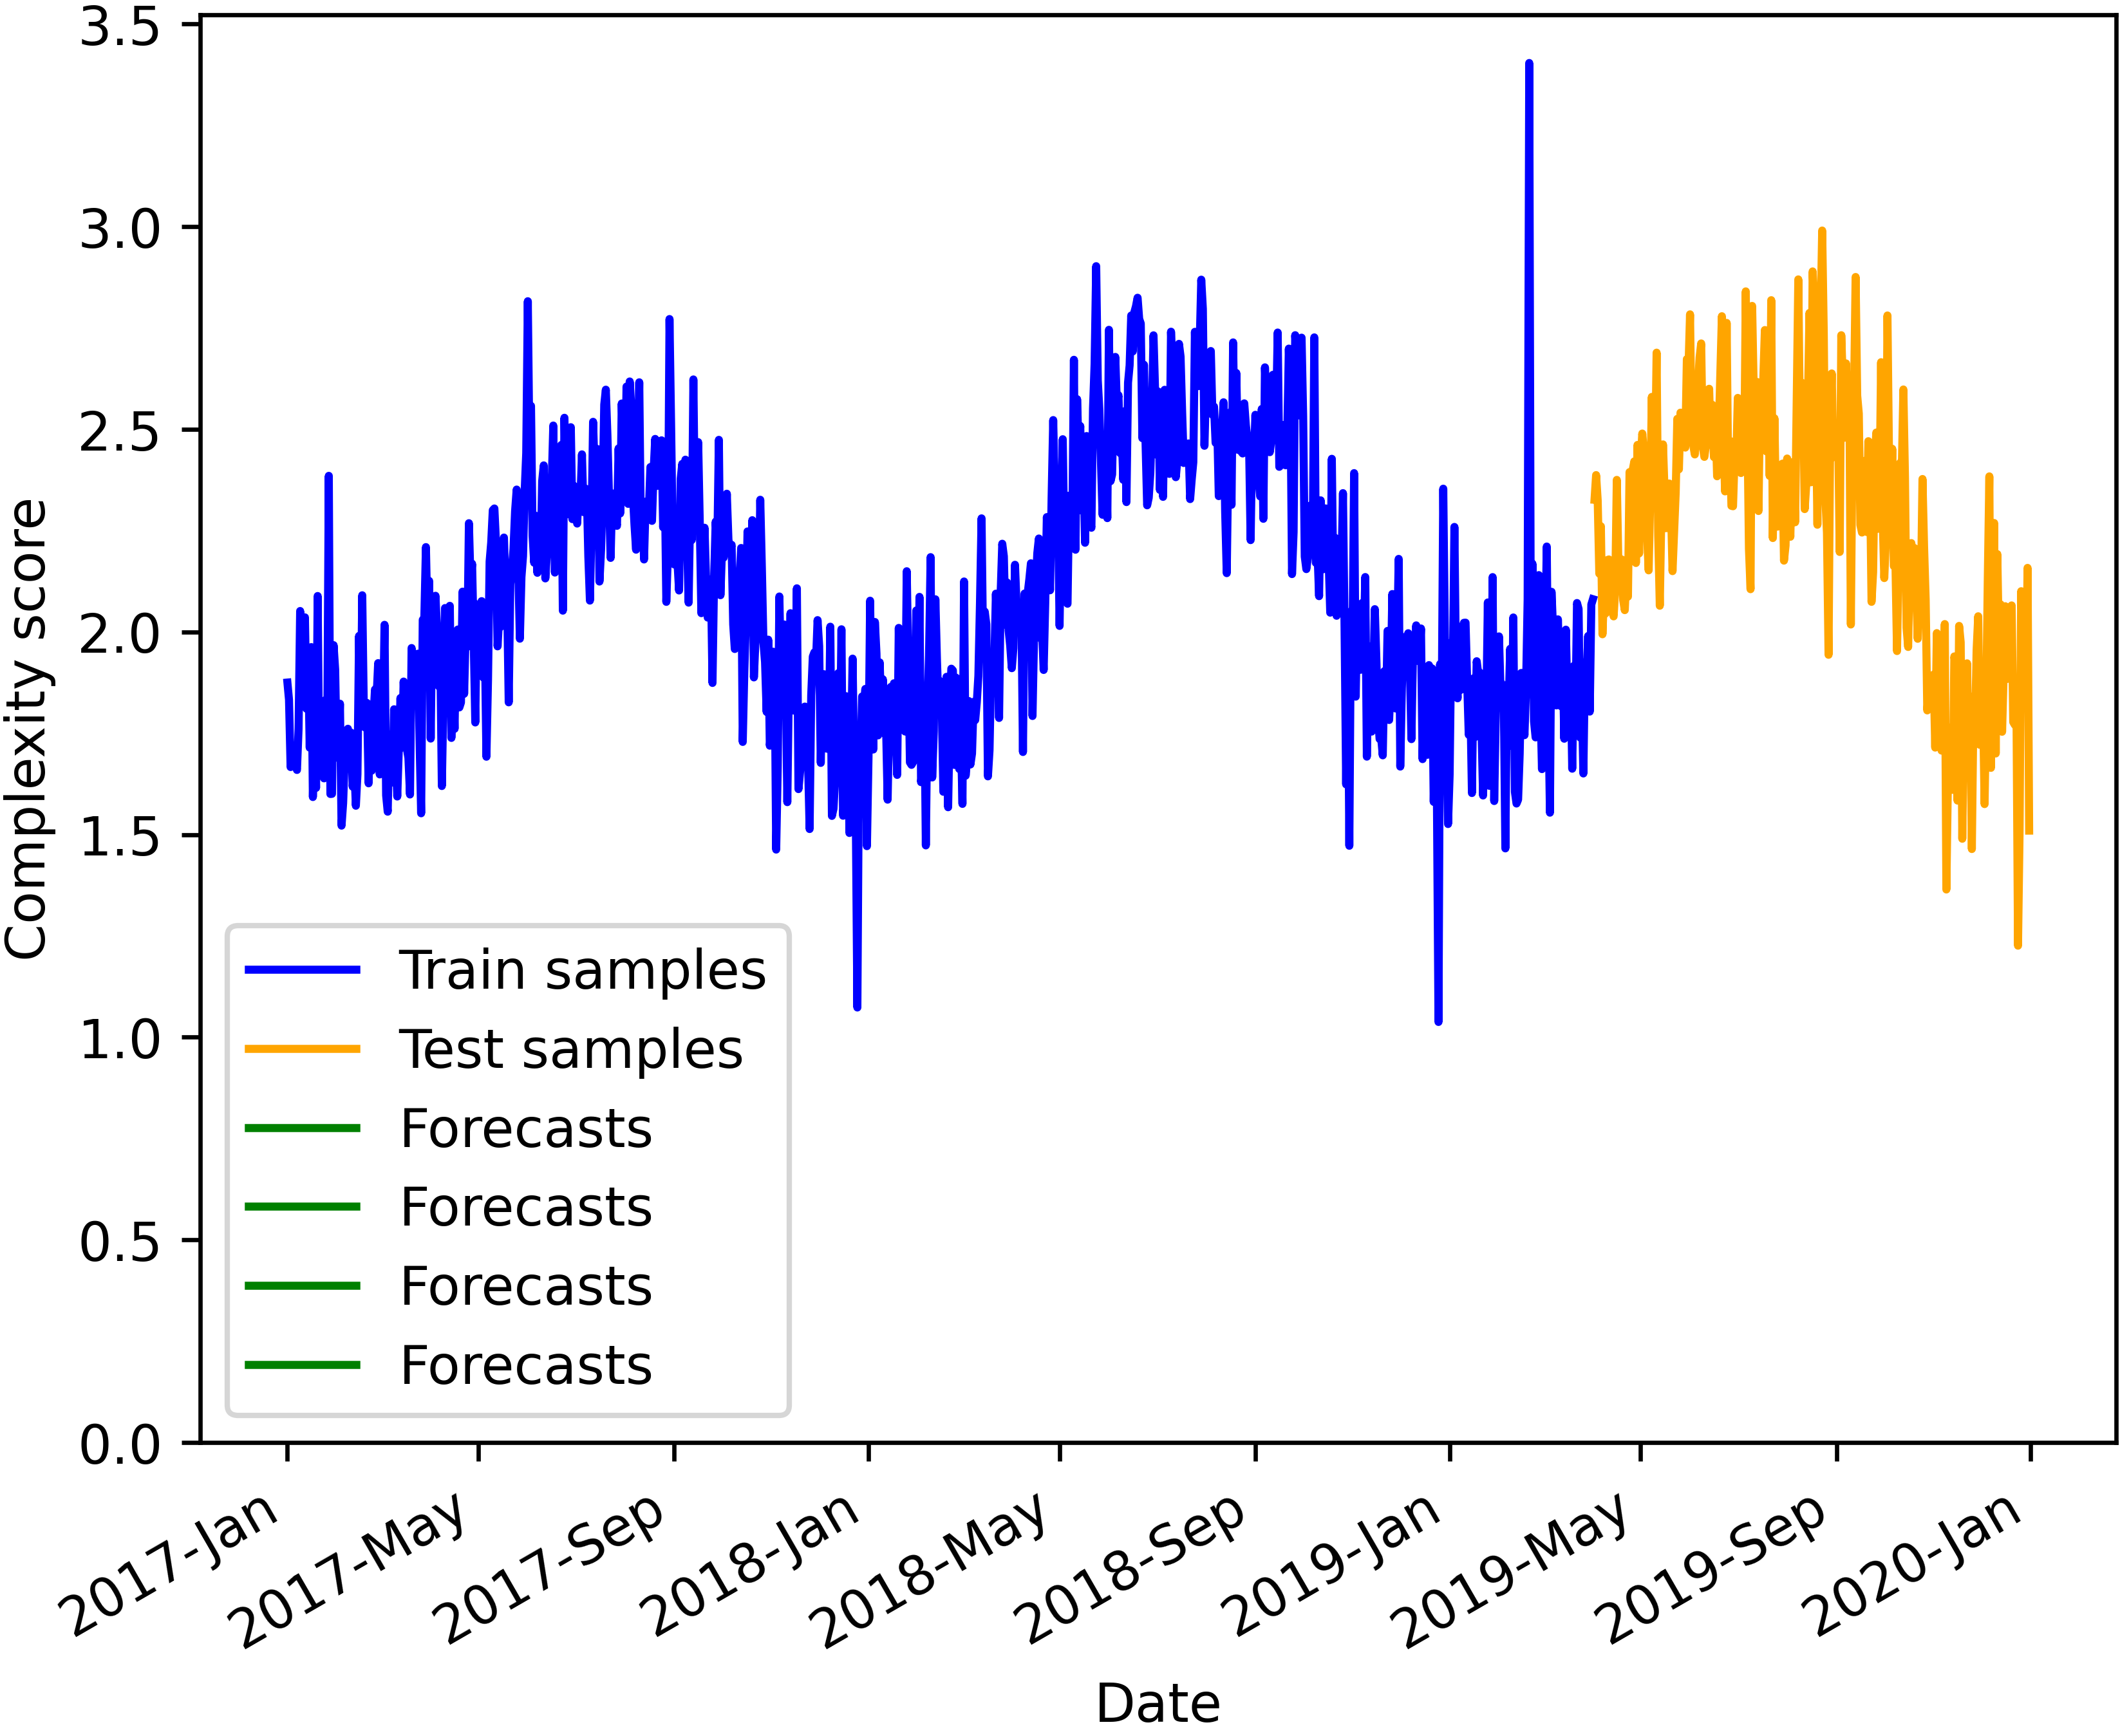 3.5
3.0
2.5
2.0
1.5
1.0
0.5
0.0
Complexity score
Train samples
Test samples
Forecasts
Forecasts
Forecasts
Forecasts
2017-Jan
2017-May
2017-Sep
2018-Jan
2018-May
2018-Sep
2019-Jan
2019-May
2019-Sep
2020-Jan
Date